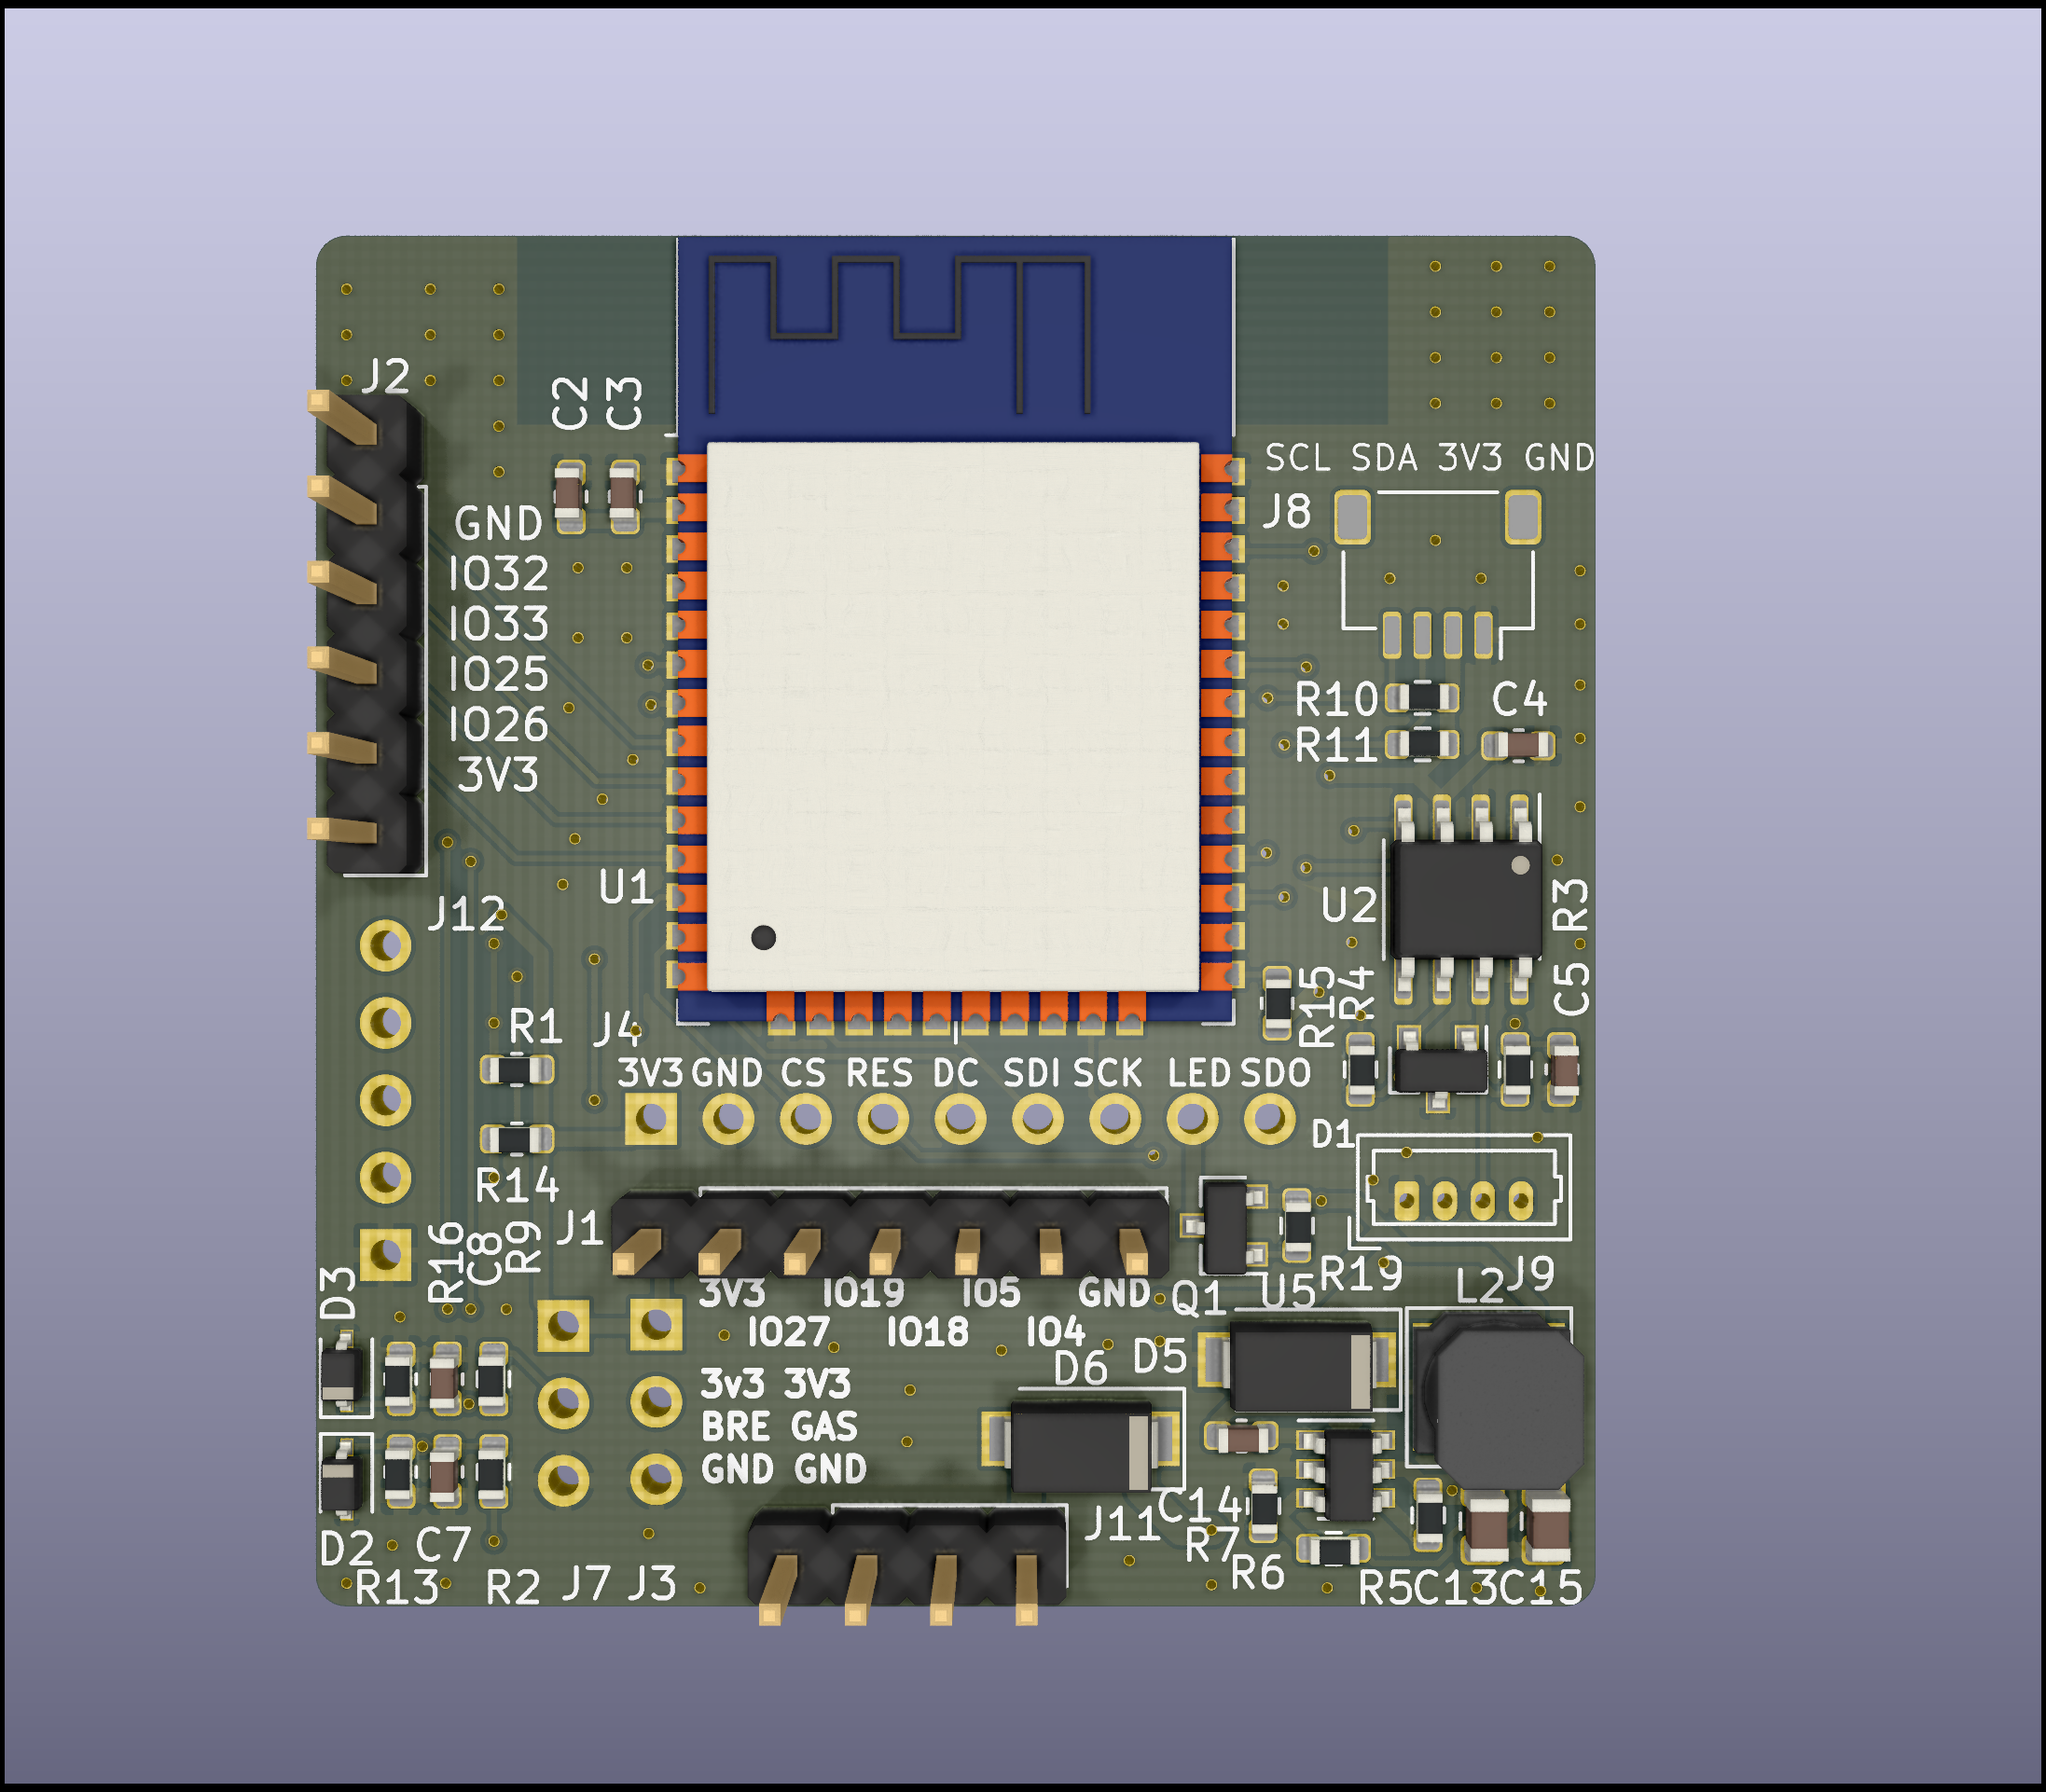 J2
C2
C3
SCL SDA 3V3 GND
J8
GND
IO32
IO33
IO25
IO26
3V3
R10
C4
R11
U1
U2
R3
J12
R15
R4
C5
R1
J4
3V3 GND CS RES DC SDI SCK LED SDO
D1
R14
J1
R16
C8
R9
D3
3V3 IO19 IO5 GND
IO27 IO18 IO4
Q1
U5
R19
L2
J9
3v3 3V3
BRE GAS
GND GND
D6
D5
J11
C14
R7
R6
D2
C7
R13
R2
J7
J3
R5
C13
C15